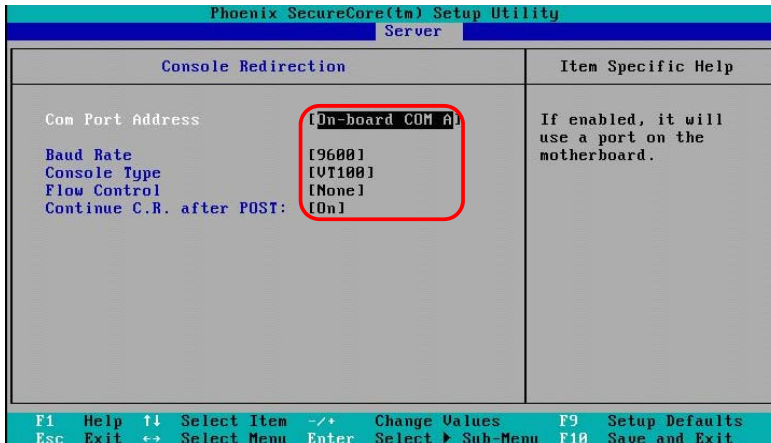 Phoenix SecureCore(tm) Setup Utility
Server
Console Redirection
Item Specific Help
Com Port Address [On-board COM A]
Baud Rate [9600]
Console Type [VT100]
Flow Control [None]
Continue C.R. after POST: [On]
If enabled, it will
use a port on the
motherboard.
F1 Help ↑↓ Select Item -/+ Change Values F9 Setup Defaults
Esc Exit ↔ Select Menu Enter Select ▶ Sub-Menu F10 Save and Exit